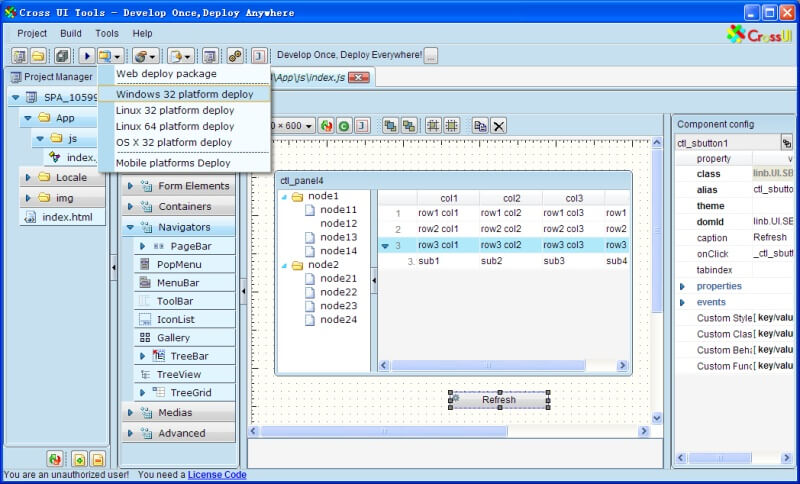 Cross UI Tools - Develop Once,Deploy Anywhere
Project Build Tools Help
CrossUI
Develop Once, Deploy Everywhere! ...
Project Manager
\App\js\index.js
Web deploy package
Windows 32 platform deploy
Linux 32 platform deploy
Linux 64 platform deploy
OS X 32 platform deploy
Mobile platforms Deploy
SPA_10599
App
js
index.
Locale
img
index.html
Form Elements
Containers
Navigators
PageBar
PopMenu
MenuBar
ToolBar
IconList
Gallery
TreeBar
TreeView
TreeGrid
Medias
Advanced
0 × 600
ctl_panel4
node1
node11
node12
node13
node14
node2
node21
node22
node23
node24
col1 col2 col3
1 row1 col1 row1 col2 row1 col3 row1
2 row2 col1 row2 col2 row2 col3 row2
3 row3 col1 row3 col2 row3 col3 row3
3. sub1 sub2 sub3 sub4
Refresh
Component config
ctl_sbutton1
property v
class linb.UI.SB
alias ctl_sbutto
theme
domId linb.UI.SE
caption Refresh
onClick _ctl_sbutt
tabindex
properties
events
Custom Style [ key/valu
Custom Clas [ key/valu
Custom Beha [ key/valu
Custom Func [ key/valu
You are an unauthorized user! You need a License Code